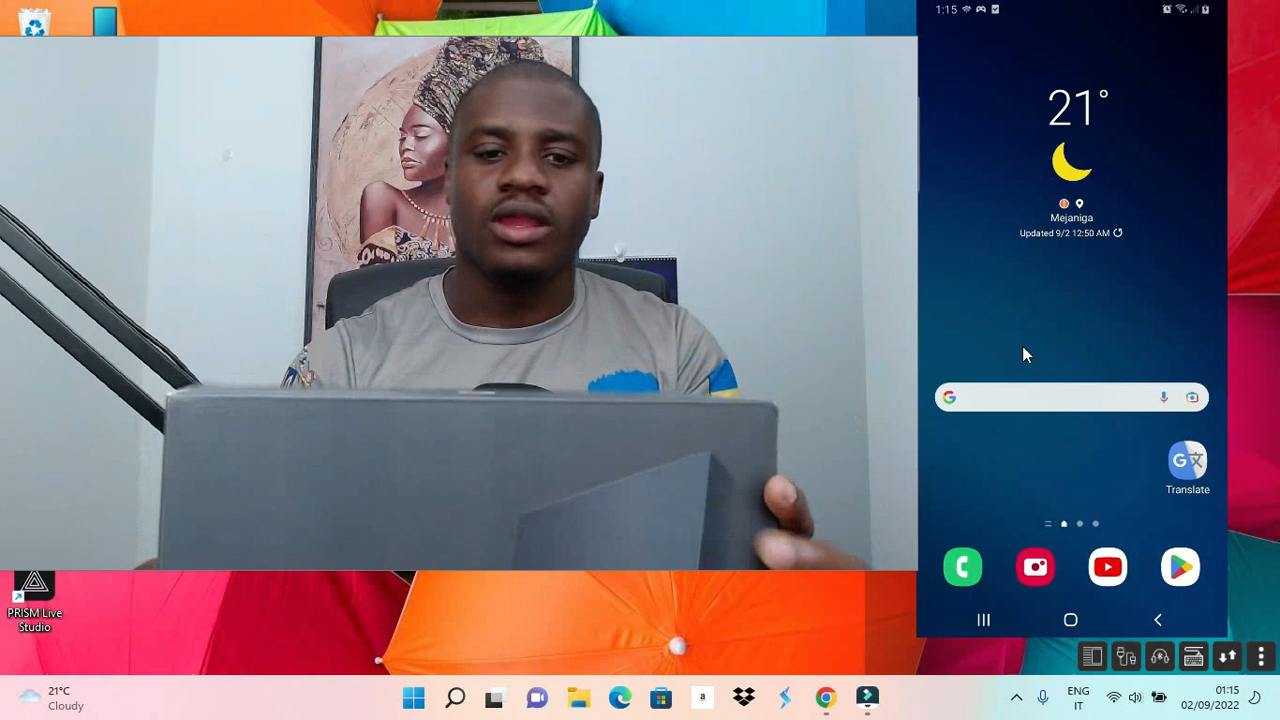 1:15
21°
Mejaniga
Updated 9/2 12:50 AM
Translate
PRISM Live
Studio
21°C
Cloudy
a
ENG
IT
01:15
02/09/2022